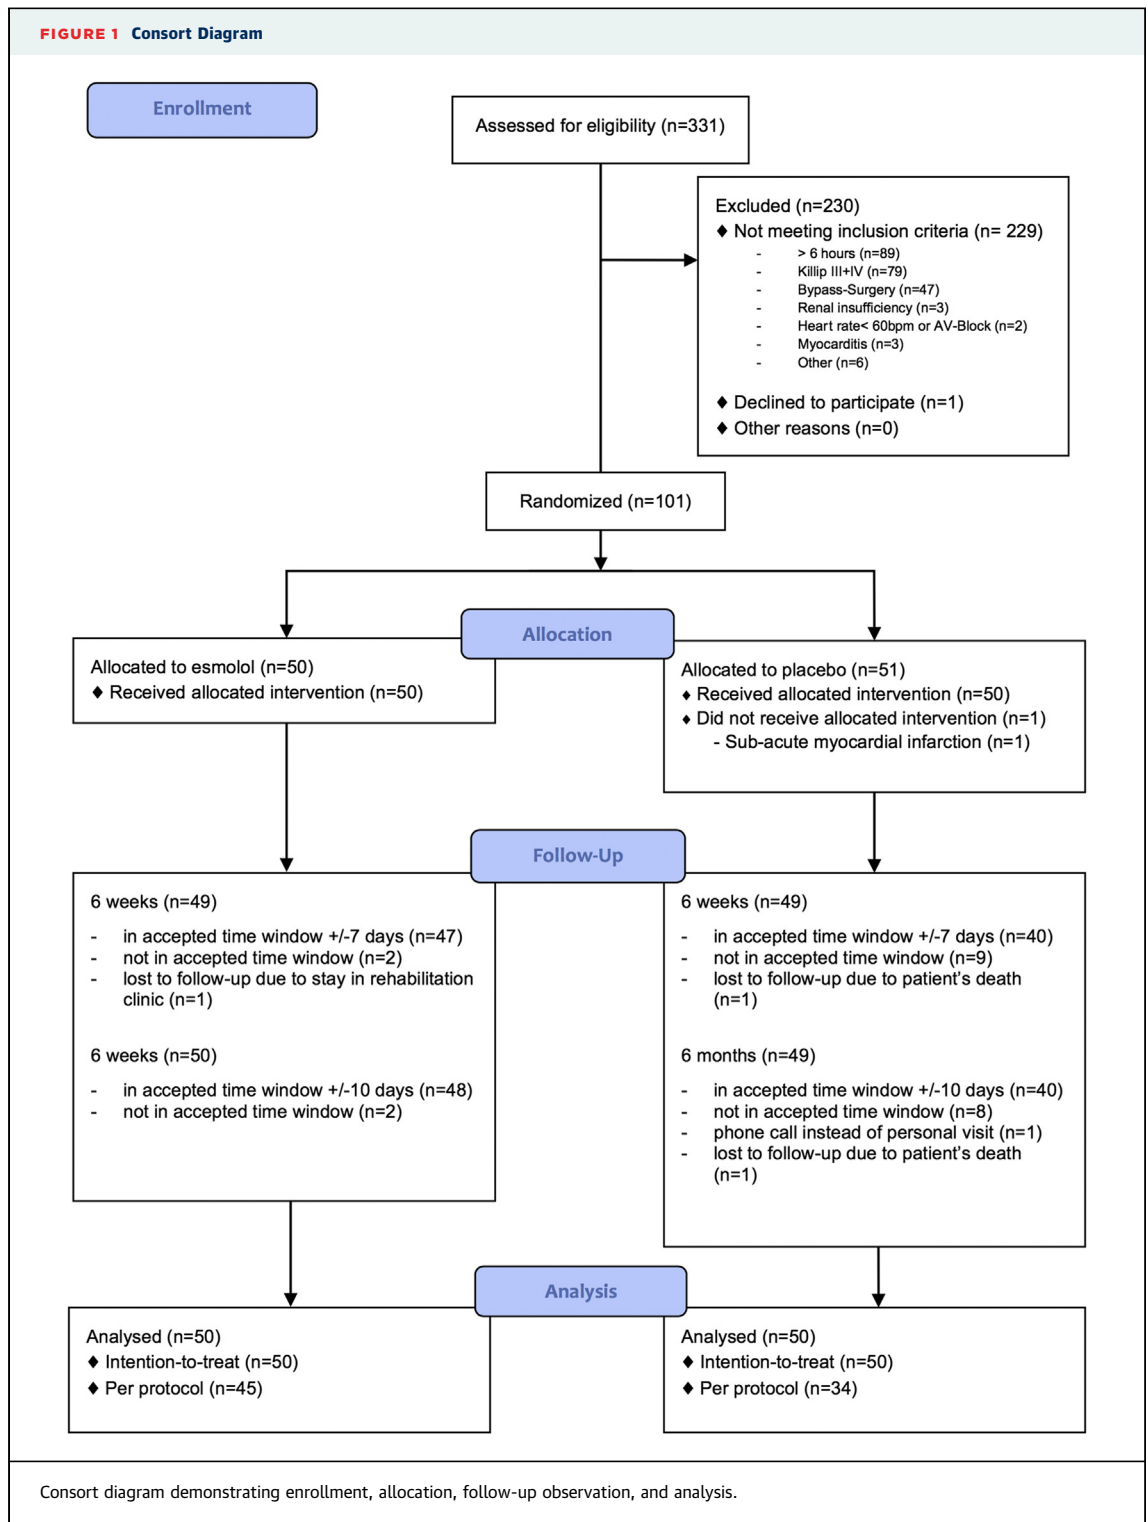 FIGURE 1 Consort Diagram
Enrollment
Assessed for eligibility (n=331)
Excluded (n=230)
♦ Not meeting inclusion criteria (n= 229)
- > 6 hours (n=89)
- Killip III+IV (n=79)
- Bypass-Surgery (n=47)
- Renal insufficiency (n=3)
- Heart rate< 60bpm or AV-Block (n=2)
- Myocarditis (n=3)
- Other (n=6)
♦ Declined to participate (n=1)
♦ Other reasons (n=0)
Randomized (n=101)
Allocation
Allocated to esmolol (n=50)
♦ Received allocated intervention (n=50)
Allocated to placebo (n=51)
♦ Received allocated intervention (n=50)
♦ Did not receive allocated intervention (n=1)
- Sub-acute myocardial infarction (n=1)
Follow-Up
6 weeks (n=49)
- in accepted time window +/-7 days (n=47)
- not in accepted time window (n=2)
- lost to follow-up due to stay in rehabilitation
clinic (n=1)
6 weeks (n=50)
- in accepted time window +/-10 days (n=48)
- not in accepted time window (n=2)
6 weeks (n=49)
- in accepted time window +/-7 days (n=40)
- not in accepted time window (n=9)
- lost to follow-up due to patient's death
(n=1)
6 months (n=49)
- in accepted time window +/-10 days (n=40)
- not in accepted time window (n=8)
- phone call instead of personal visit (n=1)
- lost to follow-up due to patient's death
(n=1)
Analysis
Analysed (n=50)
♦ Intention-to-treat (n=50)
♦ Per protocol (n=45)
Analysed (n=50)
♦ Intention-to-treat (n=50)
♦ Per protocol (n=34)
Consort diagram demonstrating enrollment, allocation, follow-up observation, and analysis.